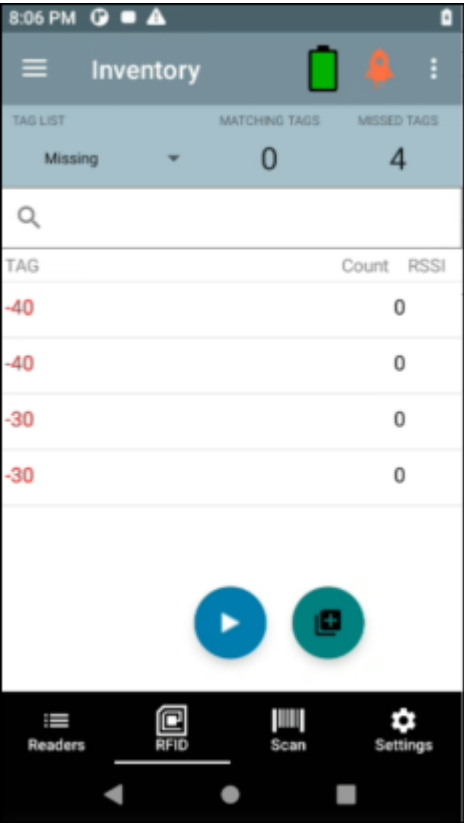 8:06 PM
Inventory
TAG LIST MATCHING TAGS MISSED TAGS
Missing 0 4
TAG Count RSSI
-40 0
-40 0
-30 0
-30 0
Readers RFID Scan Settings